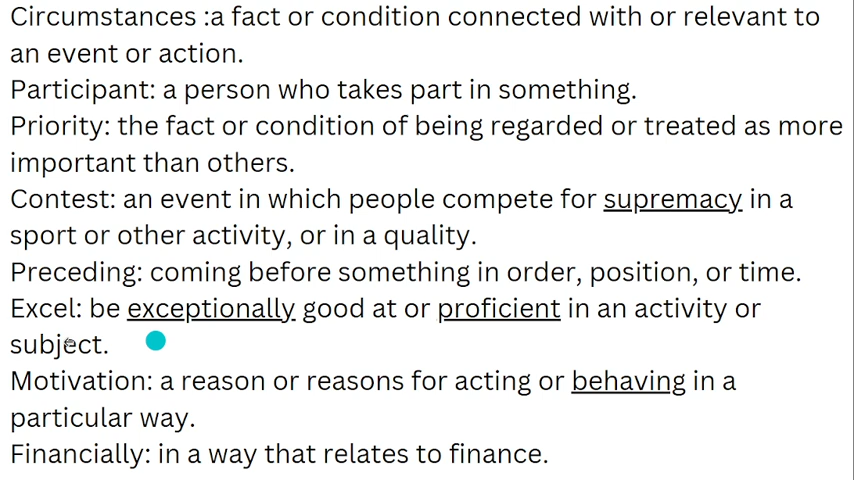 Circumstances :a fact or condition connected with or relevant to
an event or action.
Participant: a person who takes part in something.
Priority: the fact or condition of being regarded or treated as more
important than others.
Contest: an event in which people compete for supremacy in a
sport or other activity, or in a quality.
Preceding: coming before something in order, position, or time.
Excel: be exceptionally good at or proficient in an activity or
subject.
Motivation: a reason or reasons for acting or behaving in a
particular way.
Financially: in a way that relates to finance.